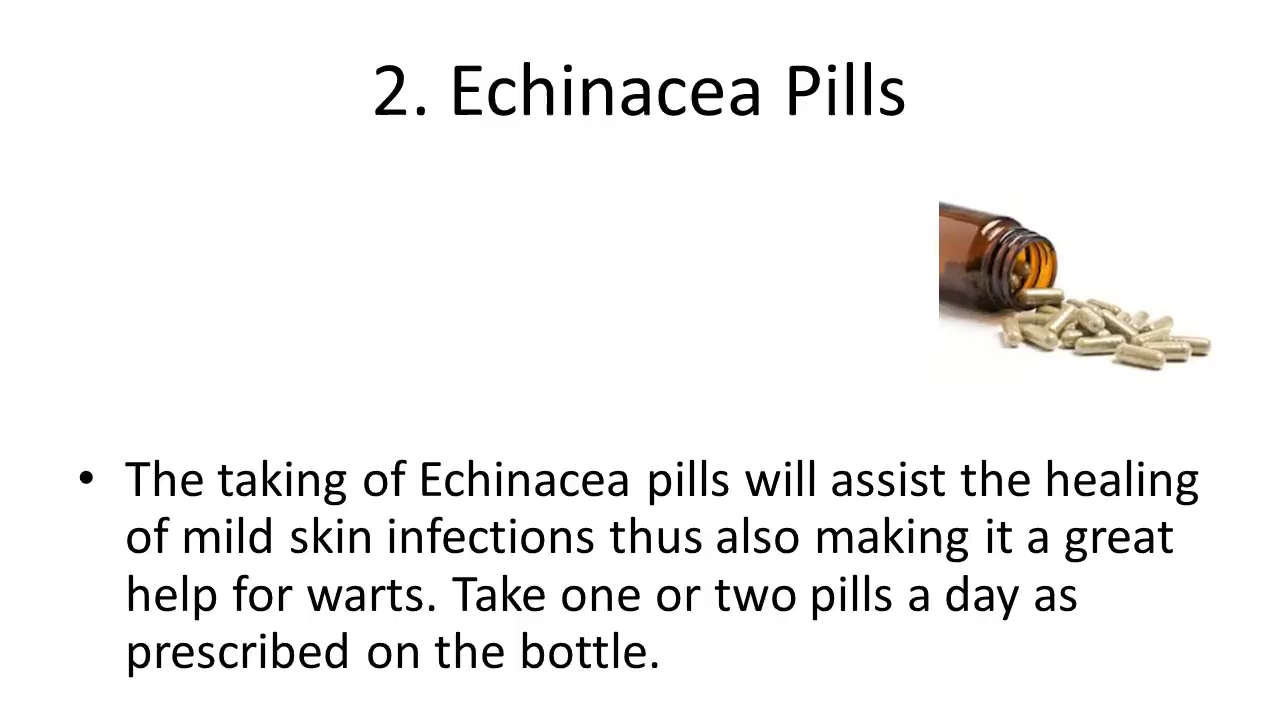 2. Echinacea Pills
• The taking of Echinacea pills will assist the healing
of mild skin infections thus also making it a great
help for warts. Take one or two pills a day as
prescribed on the bottle.